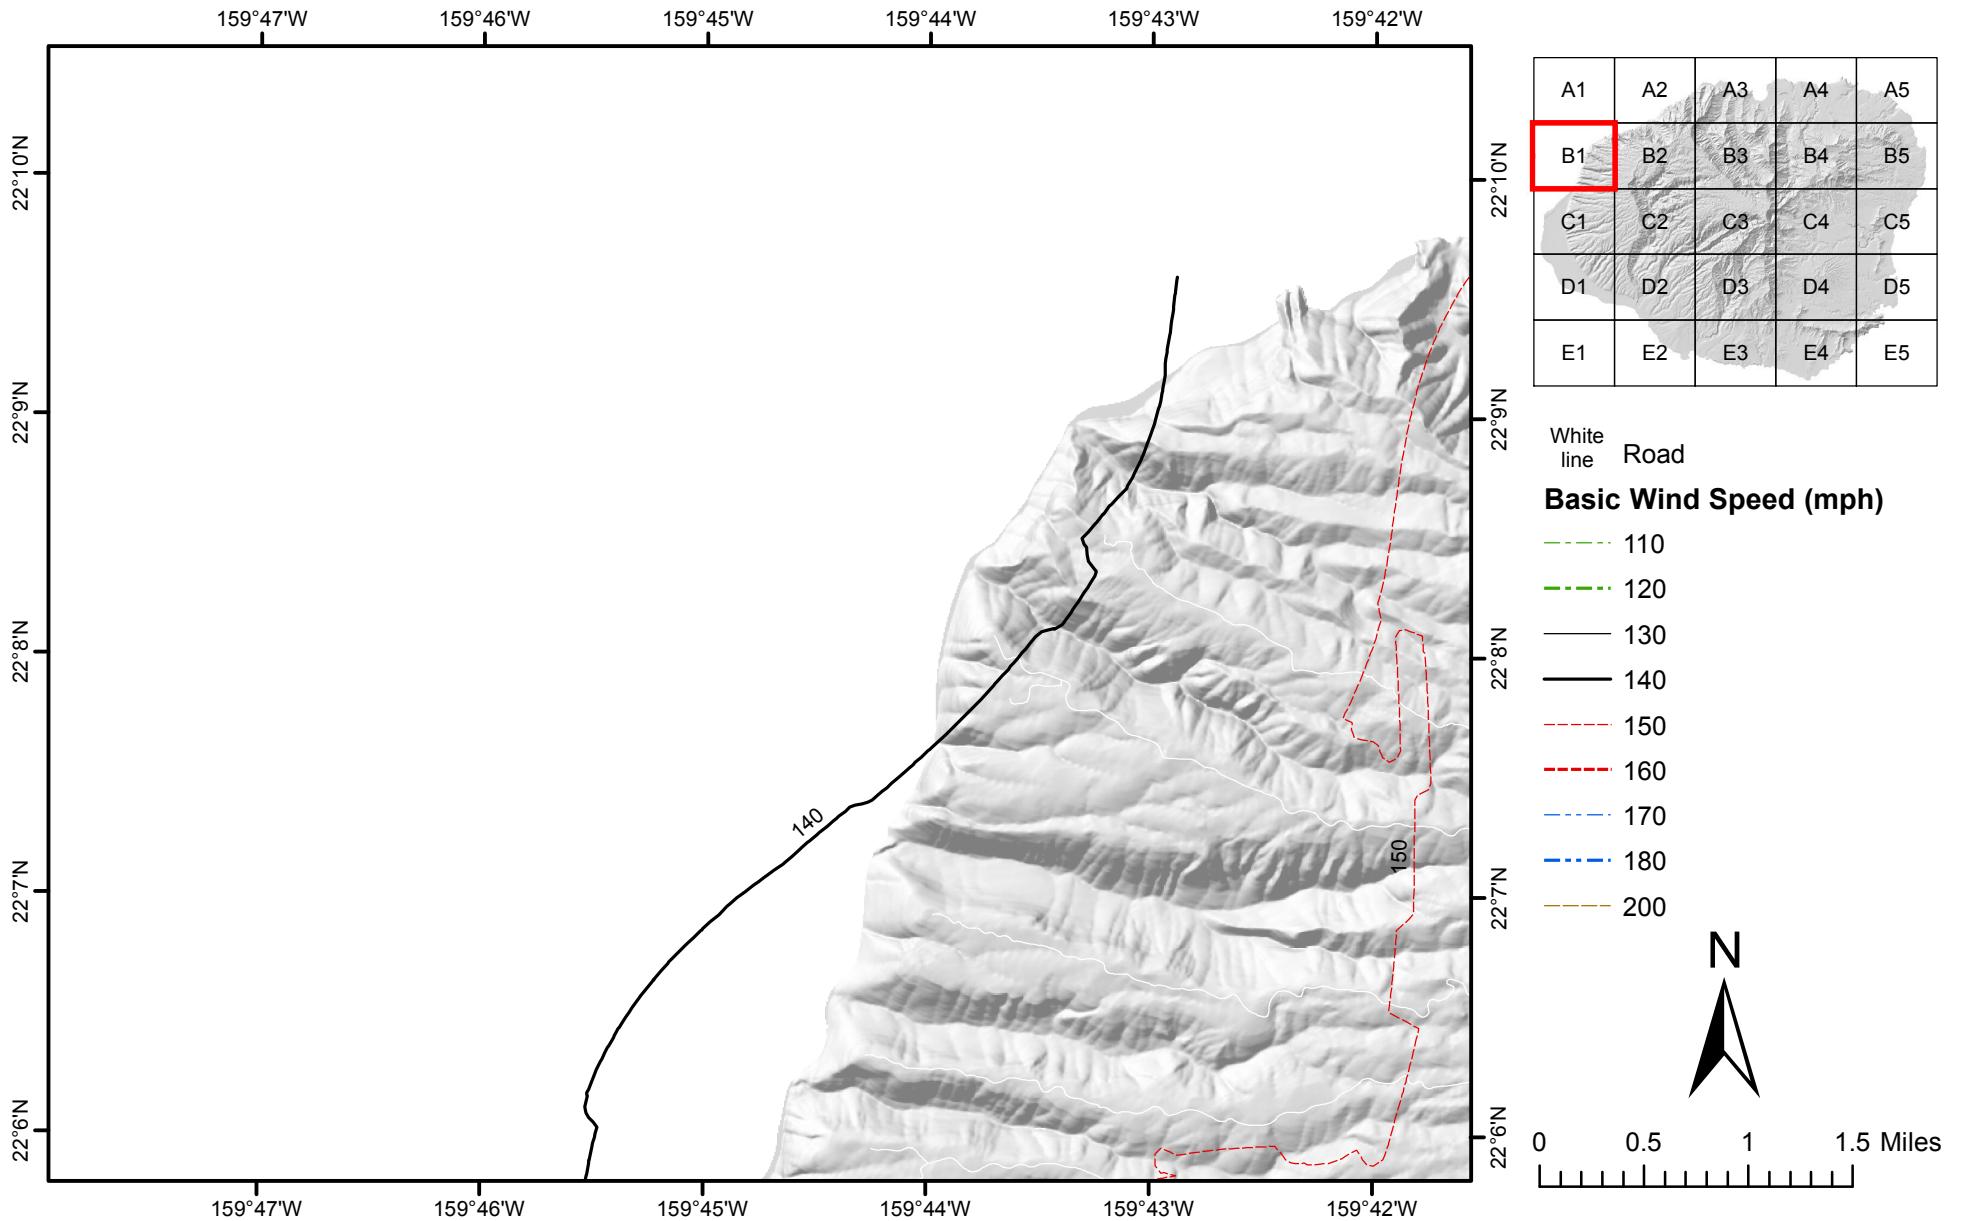 159°47'W 159°46'W 159°45'W 159°44'W 159°43'W 159°42'W
22°10'N
22°9'N
22°8'N
22°7'N
22°6'N
140
150
22°10'N
22°9'N
22°8'N
22°7'N
22°6'N
159°47'W 159°46'W 159°45'W 159°44'W 159°43'W 159°42'W
A1 A2 A3 A4 A5
B1 B2 B3 B4 B5
C1 C2 C3 C4 C5
D1 D2 D3 D4 D5
E1 E2 E3 E4 E5
White
line Road
Basic Wind Speed (mph)
110
120
130
140
150
160
170
180
200
N
0 0.5 1 1.5 Miles